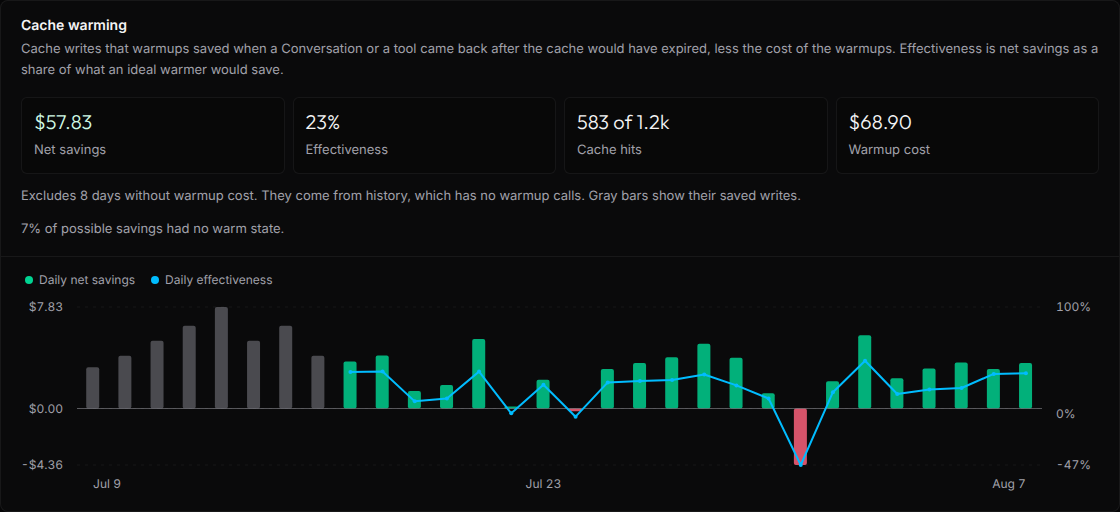 Cache warming
Cache writes that warmups saved when a Conversation or a tool came back after the cache would have expired, less the cost of the warmups. Effectiveness is net savings as a
share of what an ideal warmer would save.
$57.83
Net savings
23%
Effectiveness
583 of 1.2k
Cache hits
$68.90
Warmup cost
Excludes 8 days without warmup cost. They come from history, which has no warmup calls. Gray bars show their saved writes.
7% of possible savings had no warm state.
Daily net savings
Daily effectiveness
$7.83
100%
$0.00
0%
-$4.36
-47%
Jul 9
Jul 23
Aug 7